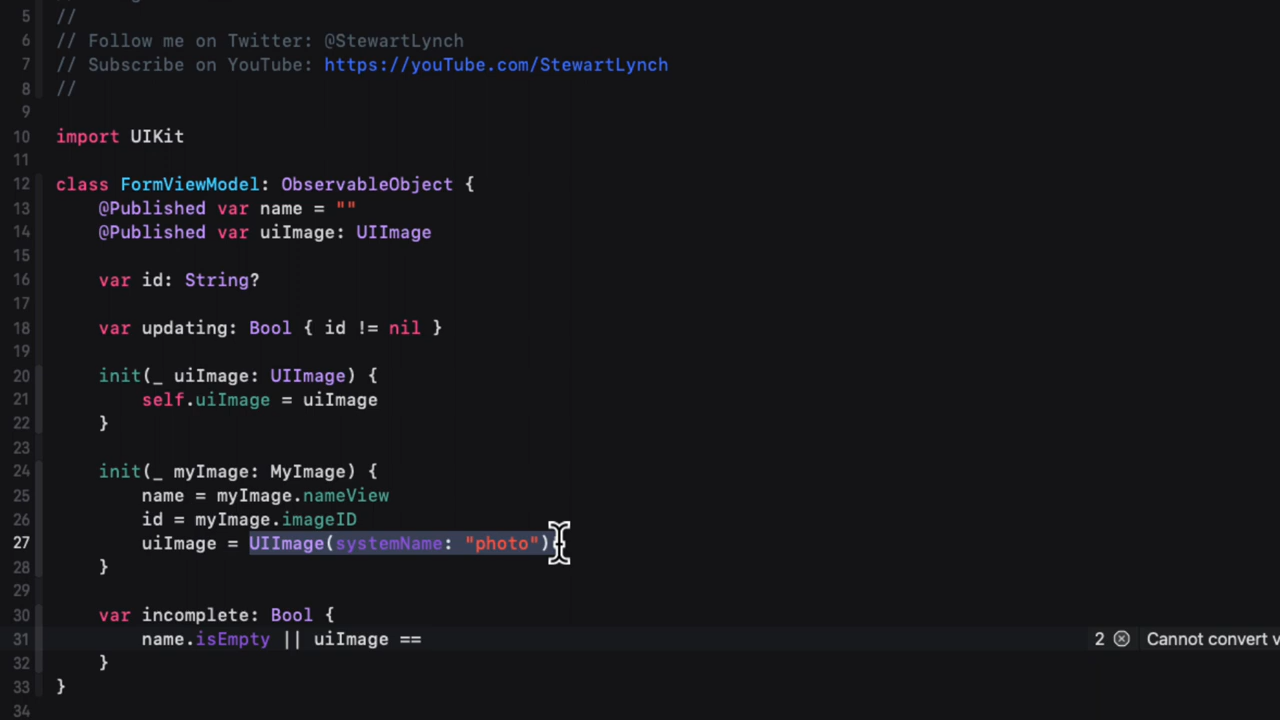 5 //
6 // Follow me on Twitter: @StewartLynch
7 // Subscribe on YouTube: https://youTube.com/StewartLynch
8 //
9
10 import UIKit
11
12 class FormViewModel: ObservableObject {
13 @Published var name = ""
14 @Published var uiImage: UIImage
15
16 var id: String?
17
18 var updating: Bool { id != nil }
19
20 init(_ uiImage: UIImage) {
21 self.uiImage = uiImage
22 }
23
24 init(_ myImage: MyImage) {
25 name = myImage.nameView
26 id = myImage.imageID
27 uiImage = UIImage(systemName: "photo")
28 }
29
30 var incomplete: Bool {
31 name.isEmpty || uiImage == 2 Cannot convert v
32 }
33 }
34